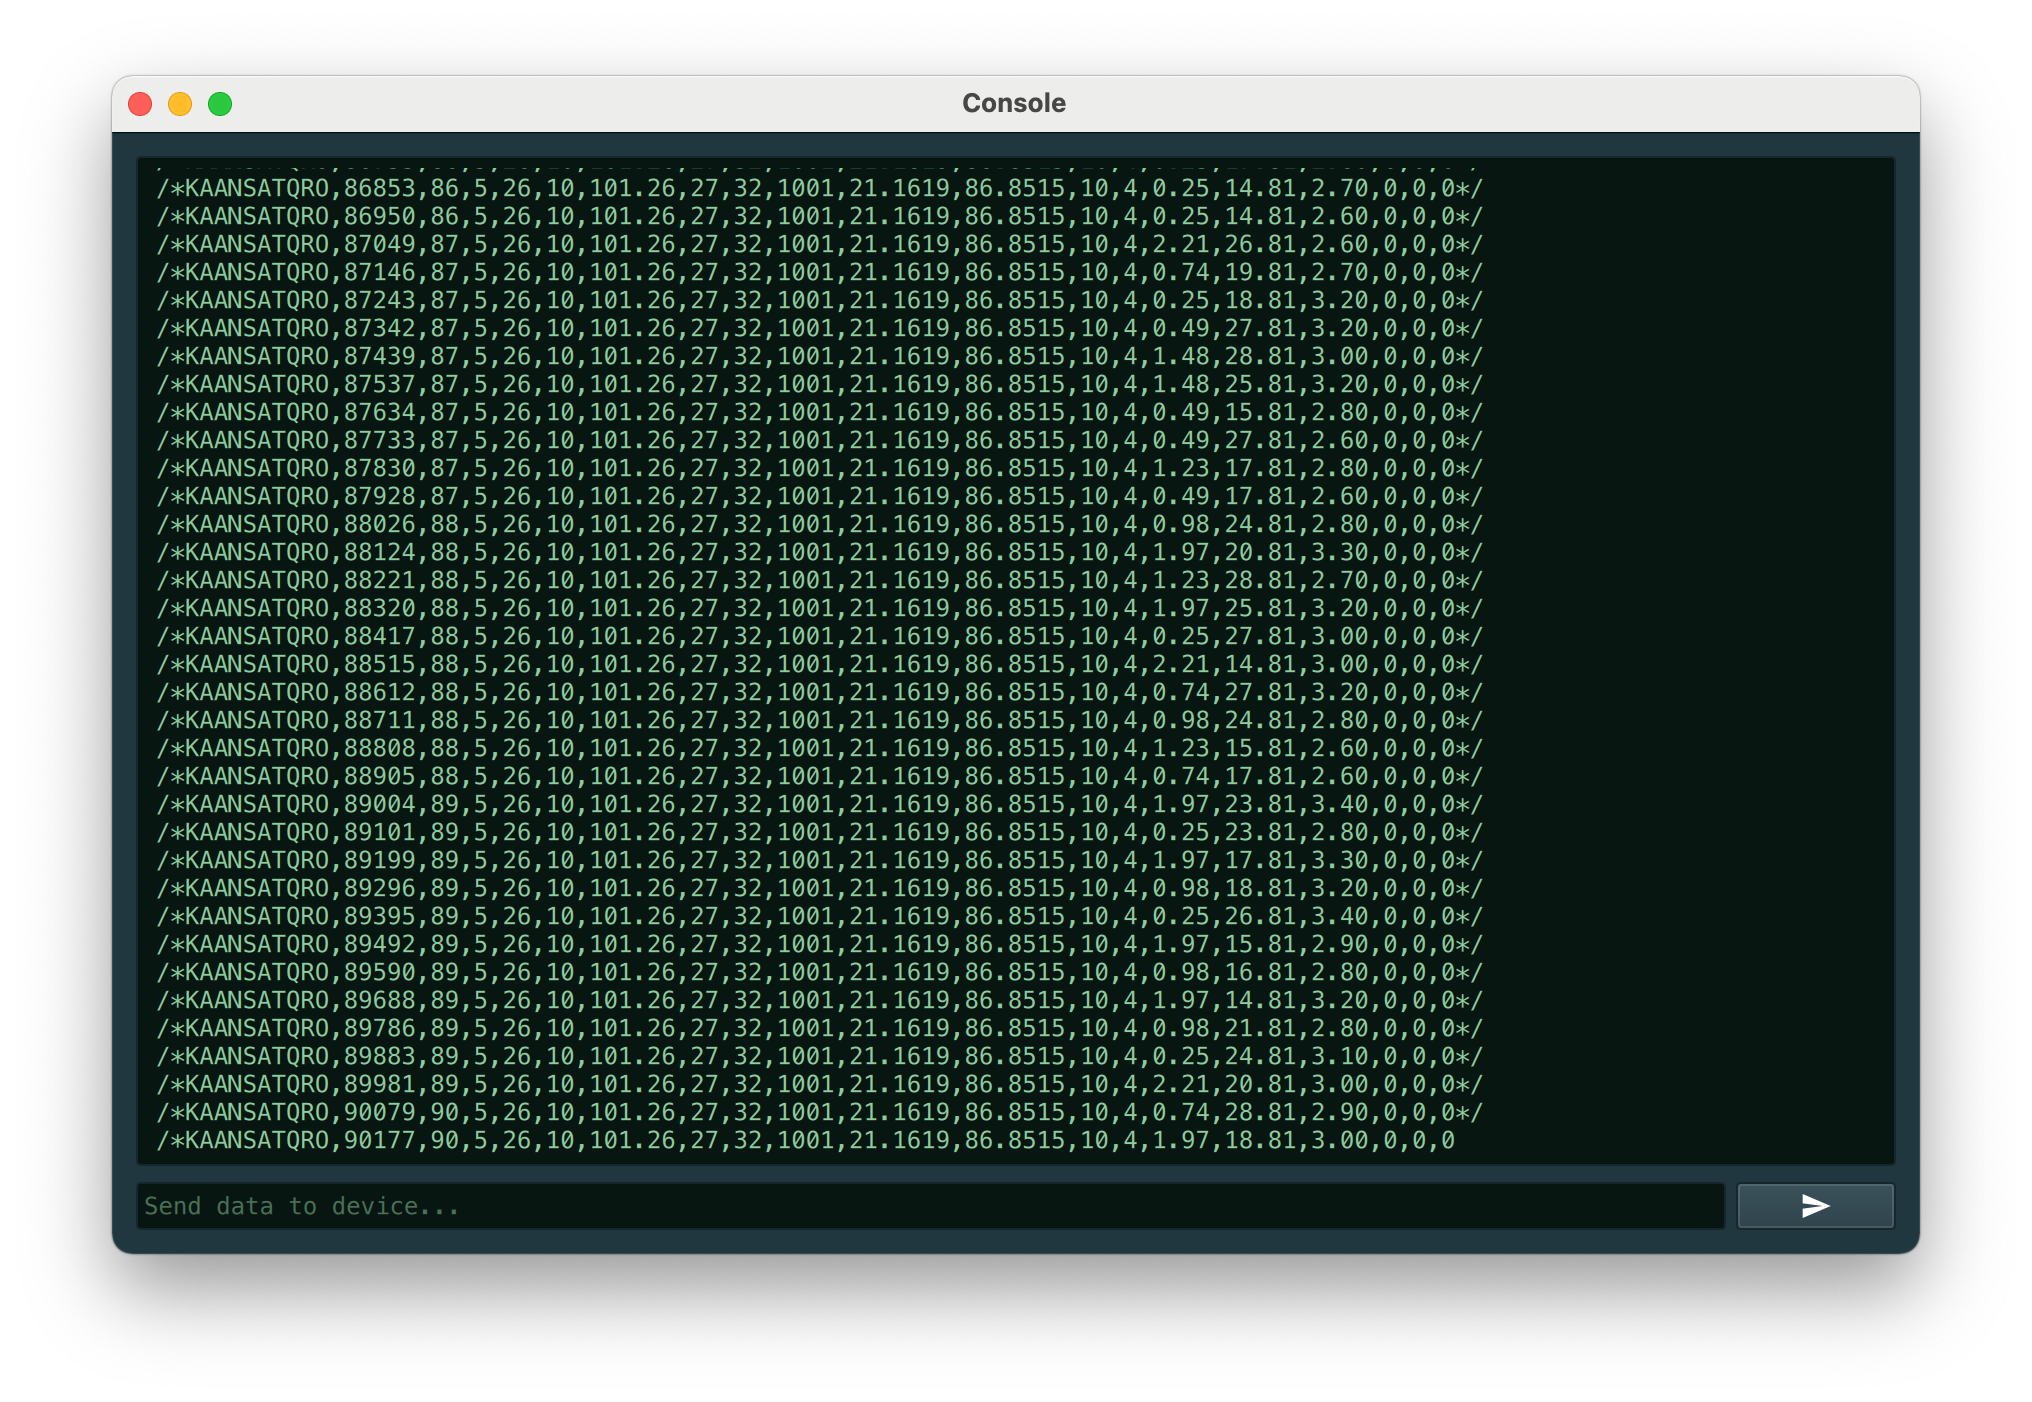 Console
/*KAANSATQRO,86853,86,5,26,10,101.26,27,32,1001,21.1619,86.8515,10,4,0.25,14.81,2.70,0,0,0*/
/*KAANSATQRO,86950,86,5,26,10,101.26,27,32,1001,21.1619,86.8515,10,4,0.25,14.81,2.60,0,0,0*/
/*KAANSATQRO,87049,87,5,26,10,101.26,27,32,1001,21.1619,86.8515,10,4,2.21,26.81,2.60,0,0,0*/
/*KAANSATQRO,87146,87,5,26,10,101.26,27,32,1001,21.1619,86.8515,10,4,0.74,19.81,2.70,0,0,0*/
/*KAANSATQRO,87243,87,5,26,10,101.26,27,32,1001,21.1619,86.8515,10,4,0.25,18.81,3.20,0,0,0*/
/*KAANSATQRO,87342,87,5,26,10,101.26,27,32,1001,21.1619,86.8515,10,4,0.49,27.81,3.20,0,0,0*/
/*KAANSATQRO,87439,87,5,26,10,101.26,27,32,1001,21.1619,86.8515,10,4,1.48,28.81,3.00,0,0,0*/
/*KAANSATQRO,87537,87,5,26,10,101.26,27,32,1001,21.1619,86.8515,10,4,1.48,25.81,3.20,0,0,0*/
/*KAANSATQRO,87634,87,5,26,10,101.26,27,32,1001,21.1619,86.8515,10,4,0.49,15.81,2.80,0,0,0*/
/*KAANSATQRO,87733,87,5,26,10,101.26,27,32,1001,21.1619,86.8515,10,4,0.49,27.81,2.60,0,0,0*/
/*KAANSATQRO,87830,87,5,26,10,101.26,27,32,1001,21.1619,86.8515,10,4,1.23,17.81,2.80,0,0,0*/
/*KAANSATQRO,87928,87,5,26,10,101.26,27,32,1001,21.1619,86.8515,10,4,0.49,17.81,2.60,0,0,0*/
/*KAANSATQRO,88026,88,5,26,10,101.26,27,32,1001,21.1619,86.8515,10,4,0.98,24.81,2.80,0,0,0*/
/*KAANSATQRO,88124,88,5,26,10,101.26,27,32,1001,21.1619,86.8515,10,4,1.97,20.81,3.30,0,0,0*/
/*KAANSATQRO,88221,88,5,26,10,101.26,27,32,1001,21.1619,86.8515,10,4,1.23,28.81,2.70,0,0,0*/
/*KAANSATQRO,88320,88,5,26,10,101.26,27,32,1001,21.1619,86.8515,10,4,1.97,25.81,3.20,0,0,0*/
/*KAANSATQRO,88417,88,5,26,10,101.26,27,32,1001,21.1619,86.8515,10,4,0.25,27.81,3.00,0,0,0*/
/*KAANSATQRO,88515,88,5,26,10,101.26,27,32,1001,21.1619,86.8515,10,4,2.21,14.81,3.00,0,0,0*/
/*KAANSATQRO,88612,88,5,26,10,101.26,27,32,1001,21.1619,86.8515,10,4,0.74,27.81,3.20,0,0,0*/
/*KAANSATQRO,88711,88,5,26,10,101.26,27,32,1001,21.1619,86.8515,10,4,0.98,24.81,2.80,0,0,0*/
/*KAANSATQRO,88808,88,5,26,10,101.26,27,32,1001,21.1619,86.8515,10,4,1.23,15.81,2.60,0,0,0*/
/*KAANSATQRO,88905,88,5,26,10,101.26,27,32,1001,21.1619,86.8515,10,4,0.74,17.81,2.60,0,0,0*/
/*KAANSATQRO,89004,89,5,26,10,101.26,27,32,1001,21.1619,86.8515,10,4,1.97,23.81,3.40,0,0,0*/
/*KAANSATQRO,89101,89,5,26,10,101.26,27,32,1001,21.1619,86.8515,10,4,0.25,23.81,2.80,0,0,0*/
/*KAANSATQRO,89199,89,5,26,10,101.26,27,32,1001,21.1619,86.8515,10,4,1.97,17.81,3.30,0,0,0*/
/*KAANSATQRO,89296,89,5,26,10,101.26,27,32,1001,21.1619,86.8515,10,4,0.98,18.81,3.20,0,0,0*/
/*KAANSATQRO,89395,89,5,26,10,101.26,27,32,1001,21.1619,86.8515,10,4,0.25,26.81,3.40,0,0,0*/
/*KAANSATQRO,89492,89,5,26,10,101.26,27,32,1001,21.1619,86.8515,10,4,1.97,15.81,2.90,0,0,0*/
/*KAANSATQRO,89590,89,5,26,10,101.26,27,32,1001,21.1619,86.8515,10,4,0.98,16.81,2.80,0,0,0*/
/*KAANSATQRO,89688,89,5,26,10,101.26,27,32,1001,21.1619,86.8515,10,4,1.97,14.81,3.20,0,0,0*/
/*KAANSATQRO,89786,89,5,26,10,101.26,27,32,1001,21.1619,86.8515,10,4,0.98,21.81,2.80,0,0,0*/
/*KAANSATQRO,89883,89,5,26,10,101.26,27,32,1001,21.1619,86.8515,10,4,0.25,24.81,3.10,0,0,0*/
/*KAANSATQRO,89981,89,5,26,10,101.26,27,32,1001,21.1619,86.8515,10,4,2.21,20.81,3.00,0,0,0*/
/*KAANSATQRO,90079,90,5,26,10,101.26,27,32,1001,21.1619,86.8515,10,4,0.74,28.81,2.90,0,0,0*/
/*KAANSATQRO,90177,90,5,26,10,101.26,27,32,1001,21.1619,86.8515,10,4,1.97,18.81,3.00,0,0,0
Send data to device...